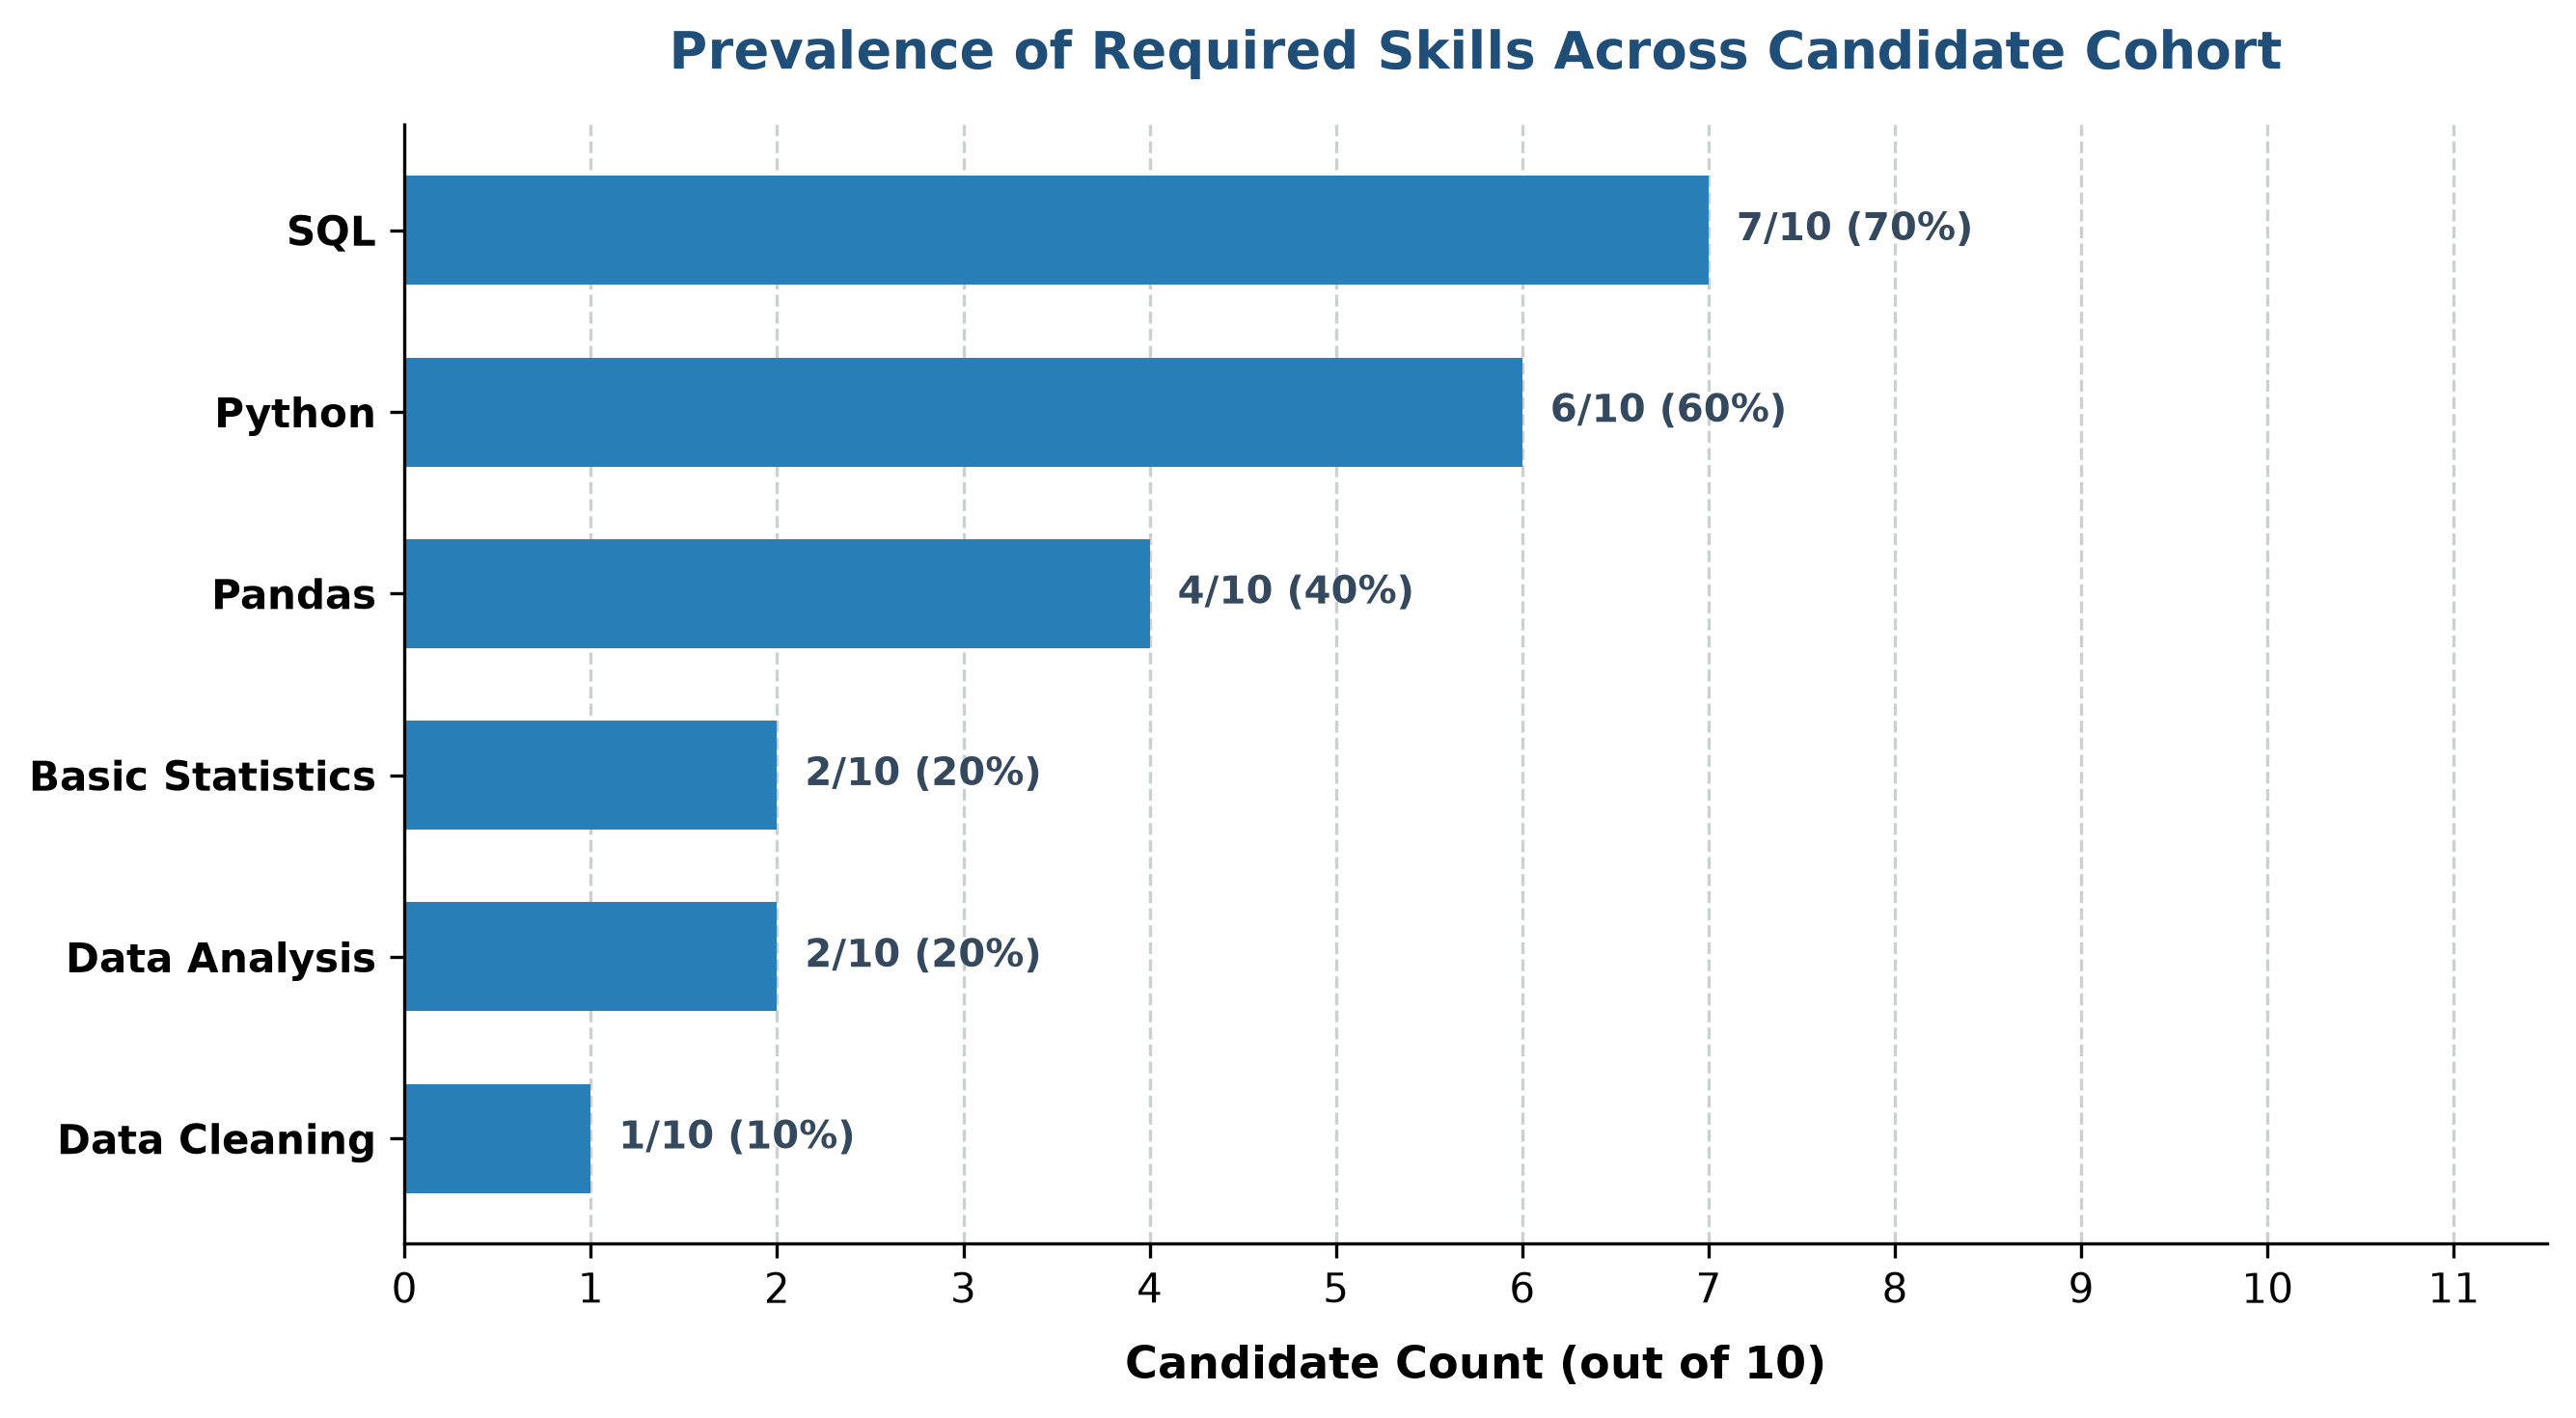 Prevalence of Required Skills Across Candidate Cohort
SQL 7/10 (70%)
Python 6/10 (60%)
Pandas 4/10 (40%)
Basic Statistics 2/10 (20%)
Data Analysis 2/10 (20%)
Data Cleaning 1/10 (10%)
0 1 2 3 4 5 6 7 8 9 10 11
Candidate Count (out of 10)